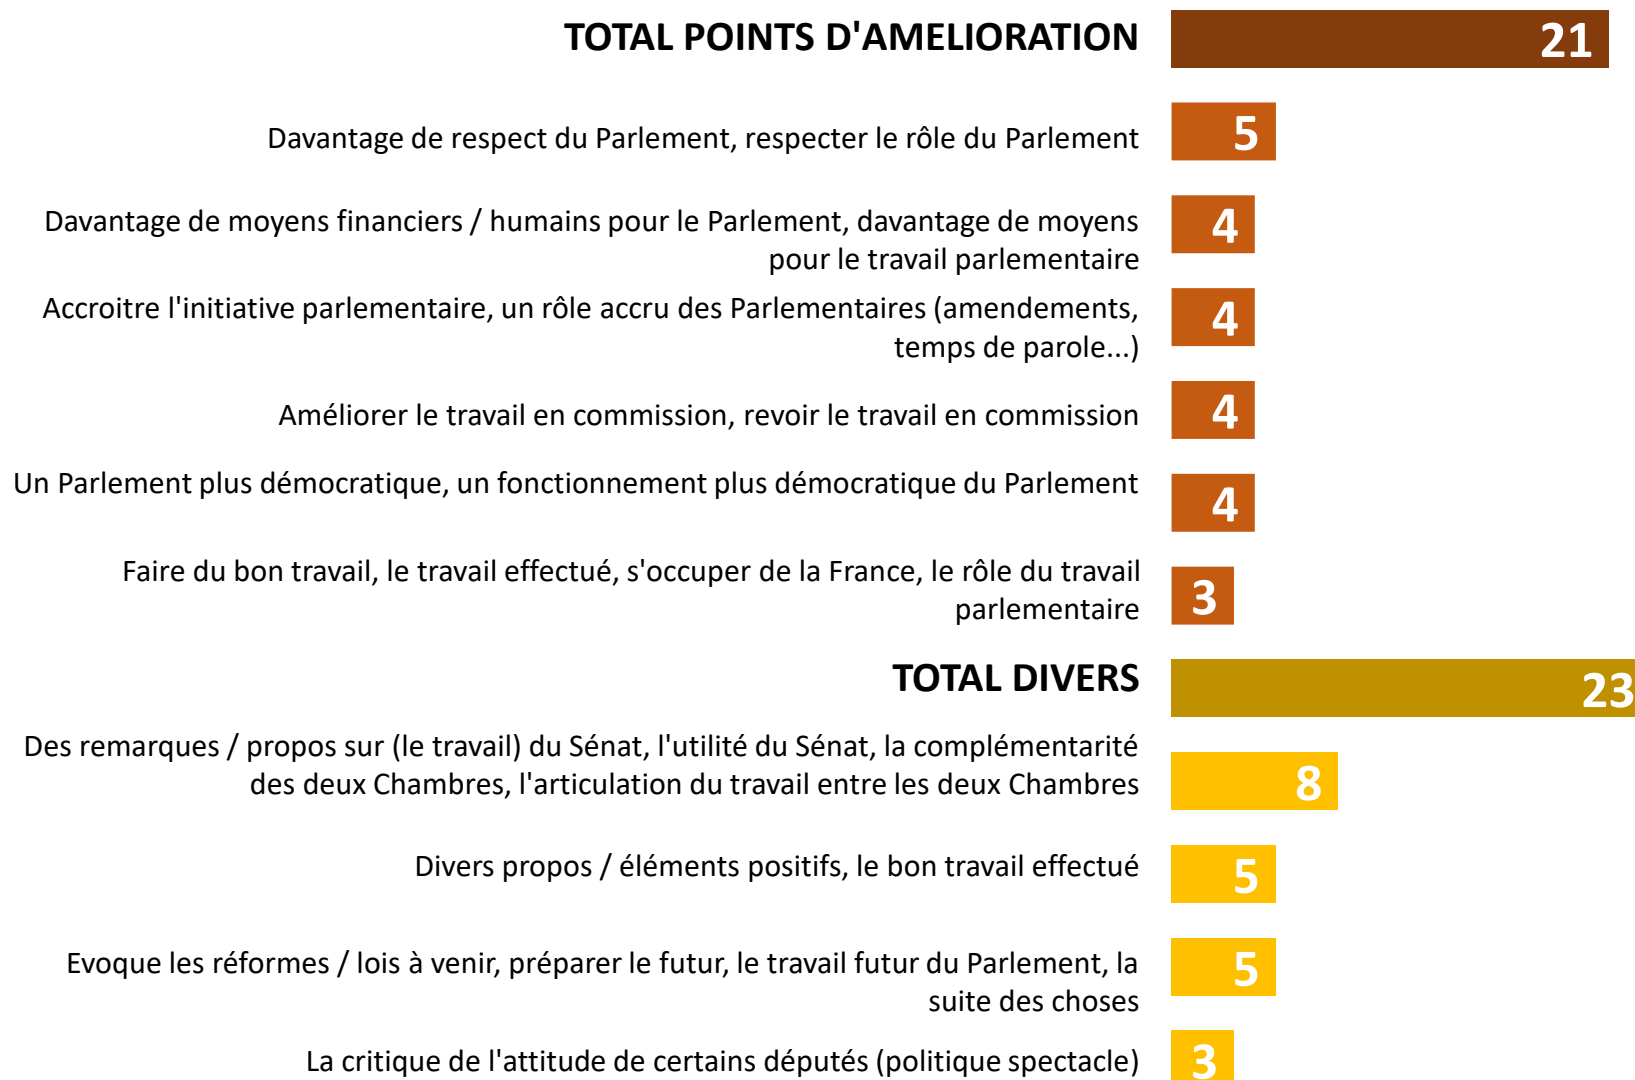 TOTAL POINTS D'AMELIORATION 21
Davantage de respect du Parlement, respecter le rôle du Parlement 5
Davantage de moyens financiers / humains pour le Parlement, davantage de moyens
pour le travail parlementaire
4
Accroitre l'initiative parlementaire, un rôle accru des Parlementaires (amendements,
temps de parole...)
4
Améliorer le travail en commission, revoir le travail en commission 4
Un Parlement plus démocratique, un fonctionnement plus démocratique du Parlement 4
Faire du bon travail, le travail effectué, s'occuper de la France, le rôle du travail
parlementaire
3
TOTAL DIVERS 23
Des remarques / propos sur (le travail) du Sénat, l'utilité du Sénat, la complémentarité
des deux Chambres, l'articulation du travail entre les deux Chambres
8
Divers propos / éléments positifs, le bon travail effectué 5
Evoque les réformes / lois à venir, préparer le futur, le travail futur du Parlement, la
suite des choses
5
La critique de l'attitude de certains députés (politique spectacle) 3